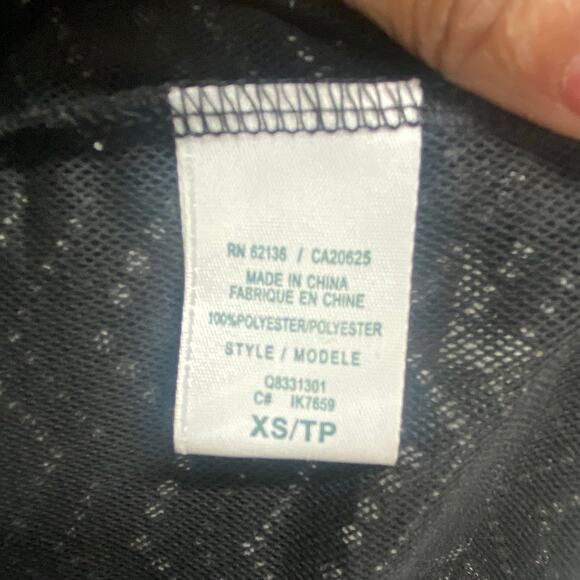 RN 62136 / CA20625
MADE IN CHINA
FABRIQUE EN CHINE
100%POLYESTER/POLYESTER
STYLE / MODELE
Q8331301
C# IK7659
XS/TP